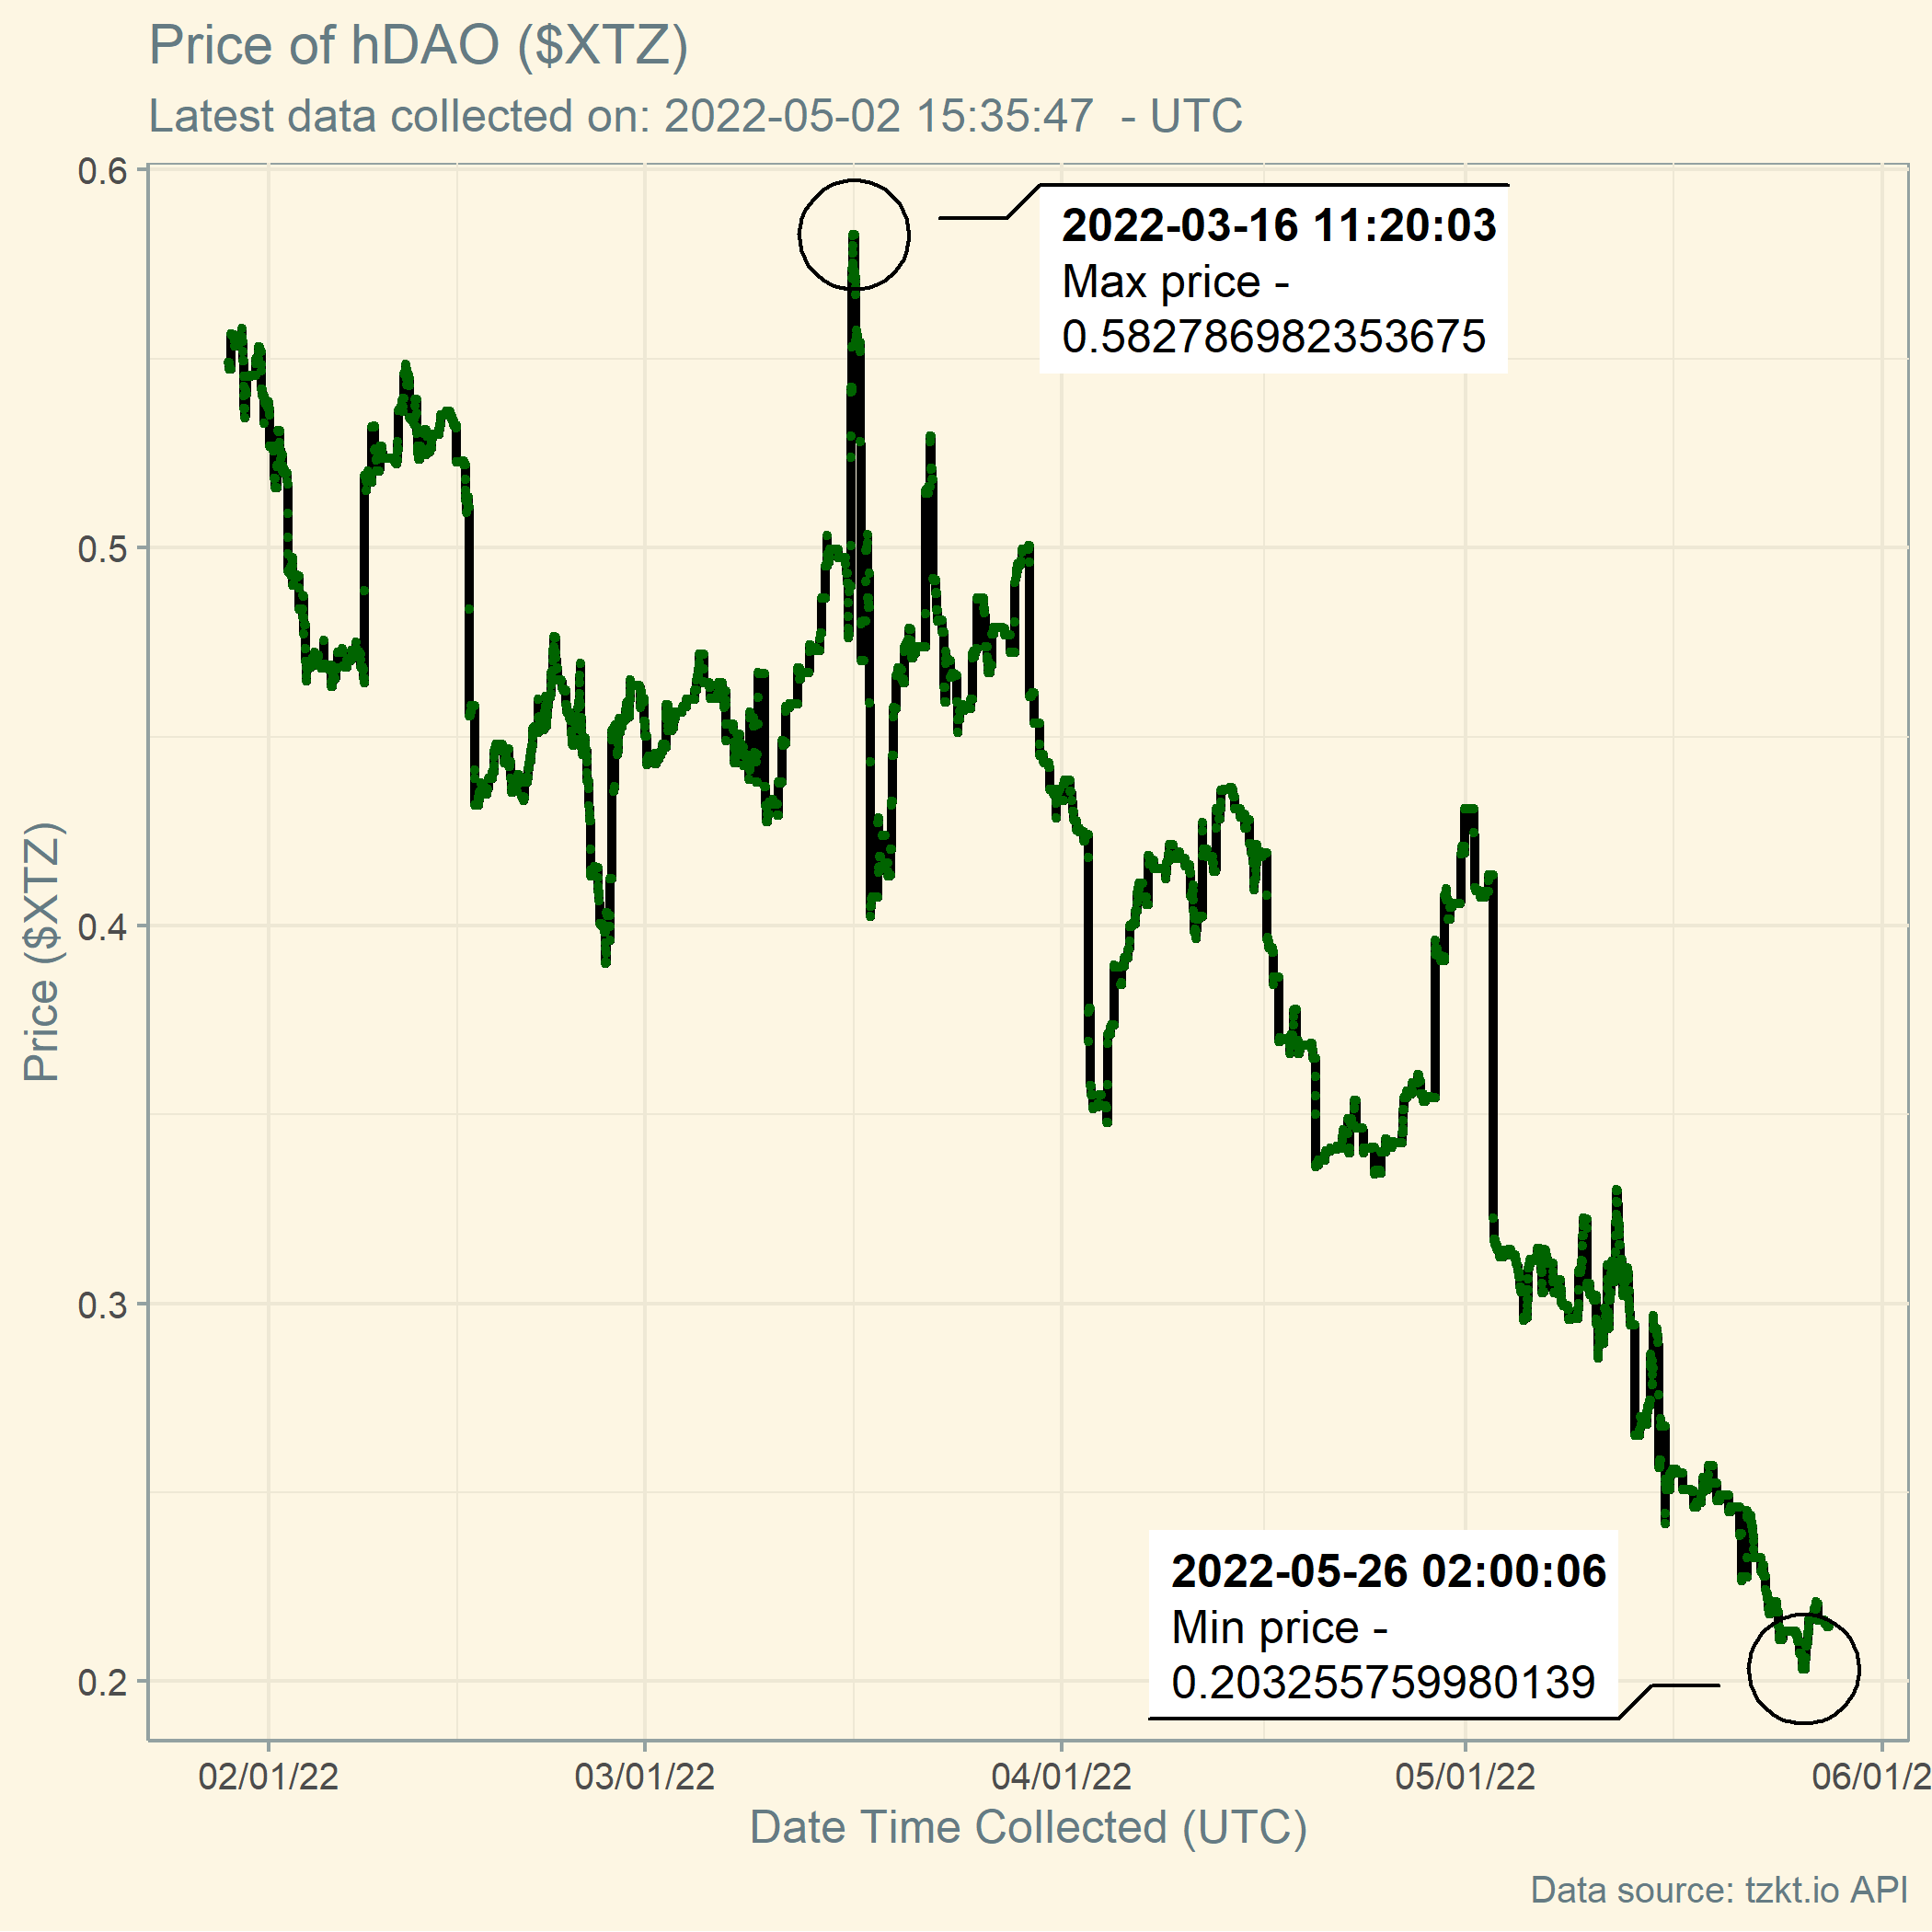 Price of hDAO ($XTZ)
Latest data collected on: 2022-05-02 15:35:47  - UTC
0.6
0.5
0.4
0.3
0.2
Price ($XTZ)
2022-03-16 11:20:03
Max price -
0.582786982353675
2022-05-26 02:00:06
Min price -
0.203255759980139
02/01/22
03/01/22
04/01/22
05/01/22
06/01/2
Date Time Collected (UTC)
Data source: tzkt.io API